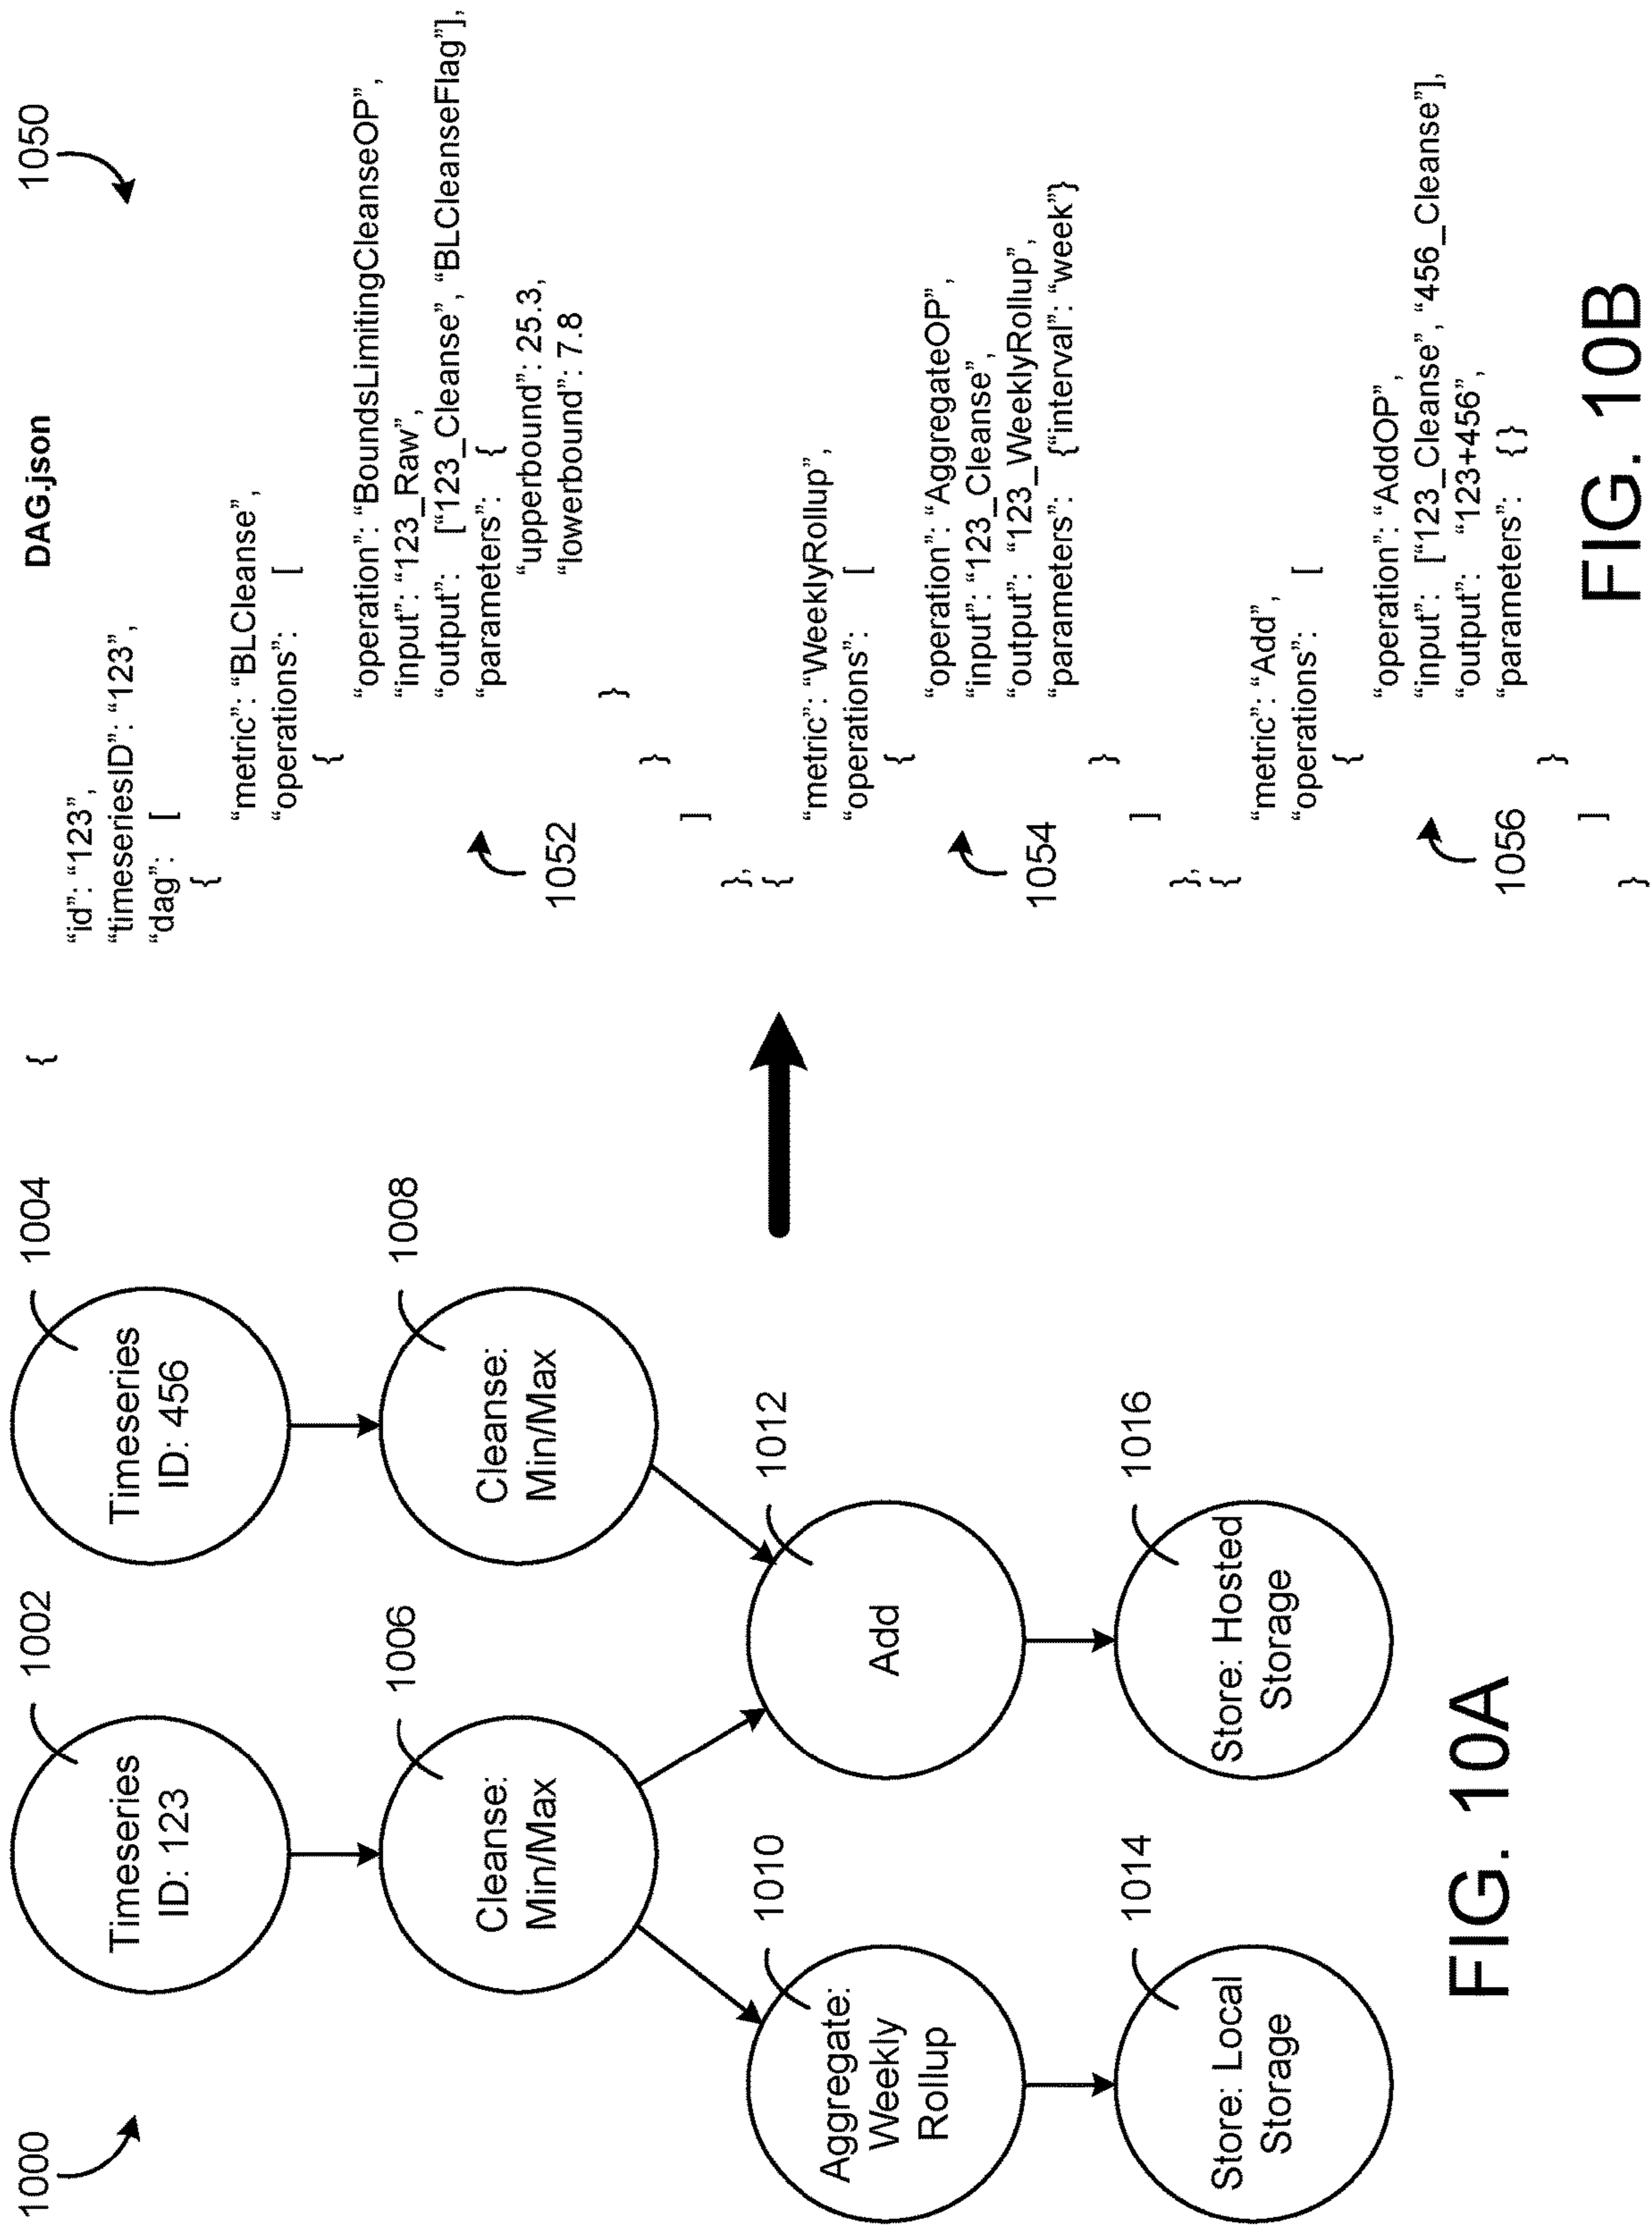 1000
1002
1004
Timeseries
ID: 123
Timeseries
ID: 456
1006
1008
Cleanse:
Min/Max
Cleanse:
Min/Max
1010
1012
Aggregate:
Weekly
Rollup
Add
1014
1016
Store: Local
Storage
Store: Hosted
Storage
FIG. 10A
DAG.json
1050
{
“id”: “123”,
“timeseriesID”: “123”,
“dag”: [
{
“metric”: “BLCleanse”,
“operations”: [
{
“operation”: “BoundsLimitingCleanseOP”,
“input”: “123_Raw”,
“output”: [“123_Cleanse”, “BLCleanseFlag”],
“parameters”: {
“upperbound”: 25.3,
“lowerbound”: 7.8
}
}
]
1052
},
{
“metric”: “WeeklyRollup”,
“operations”: [
{
“operation”: “AggregateOP”,
“input”: “123_Cleanse”,
“output”: “123_WeeklyRollup”,
“parameters”: {“interval”: “week”}
}
]
1054
},
{
“metric”: “Add”,
“operations”: [
{
“operation”: “AddOP”,
“input”: [“123_Cleanse”, “456_Cleanse”],
“output”: “123+456”,
“parameters”: { }
}
]
1056
}
FIG. 10B